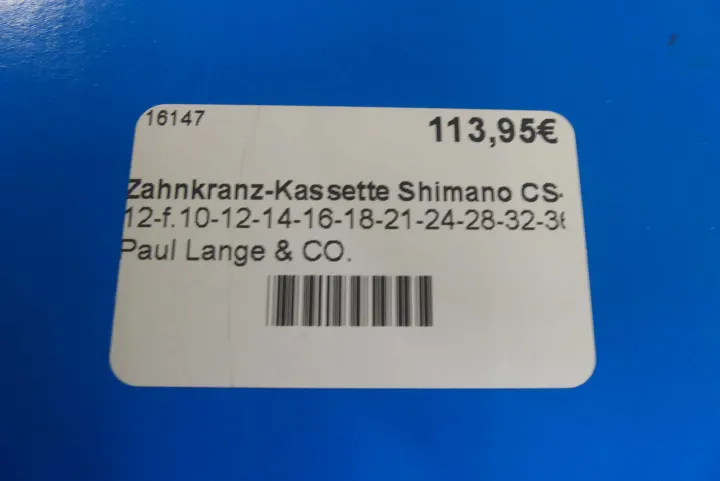 16147
113,95€
Zahnkranz-Kassette Shimano CS-
12-f.10-12-14-16-18-21-24-28-32-36
Paul Lange & CO.